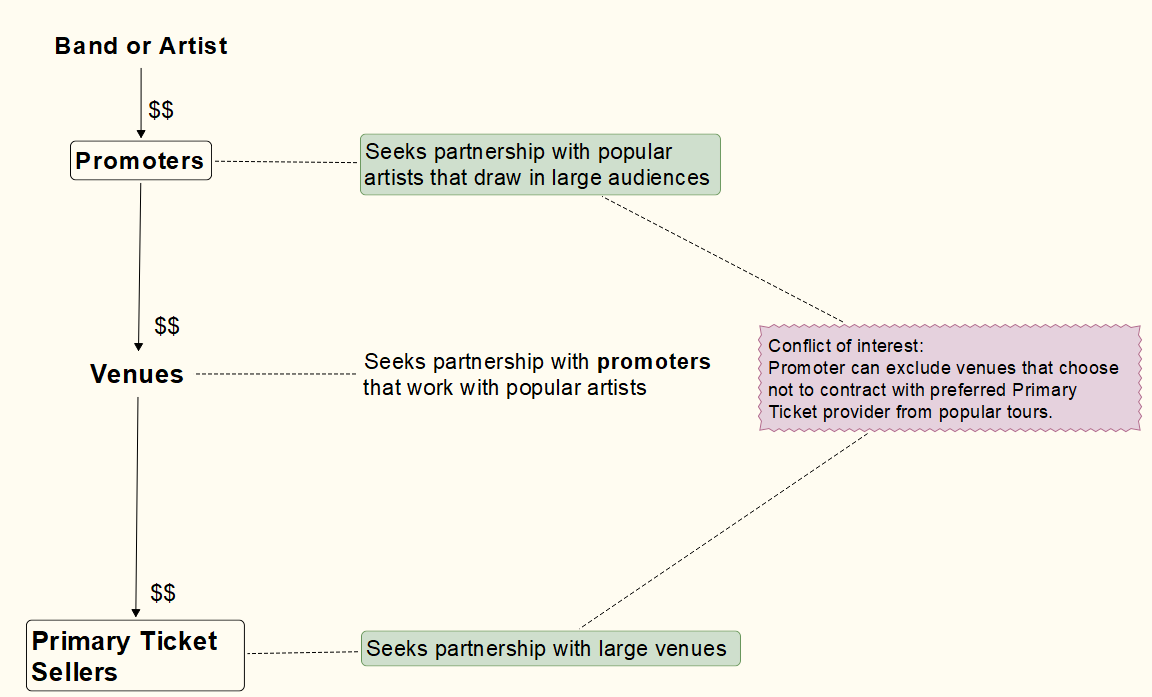 Band or Artist
$$
Promoters
Seeks partnership with popular
artists that draw in large audiences
$$
Venues
Seeks partnership with promoters
that work with popular artists
Conflict of interest:
Promoter can exclude venues that choose
not to contract with preferred Primary
Ticket provider from popular tours.
$$
Primary Ticket
Sellers
Seeks partnership with large venues